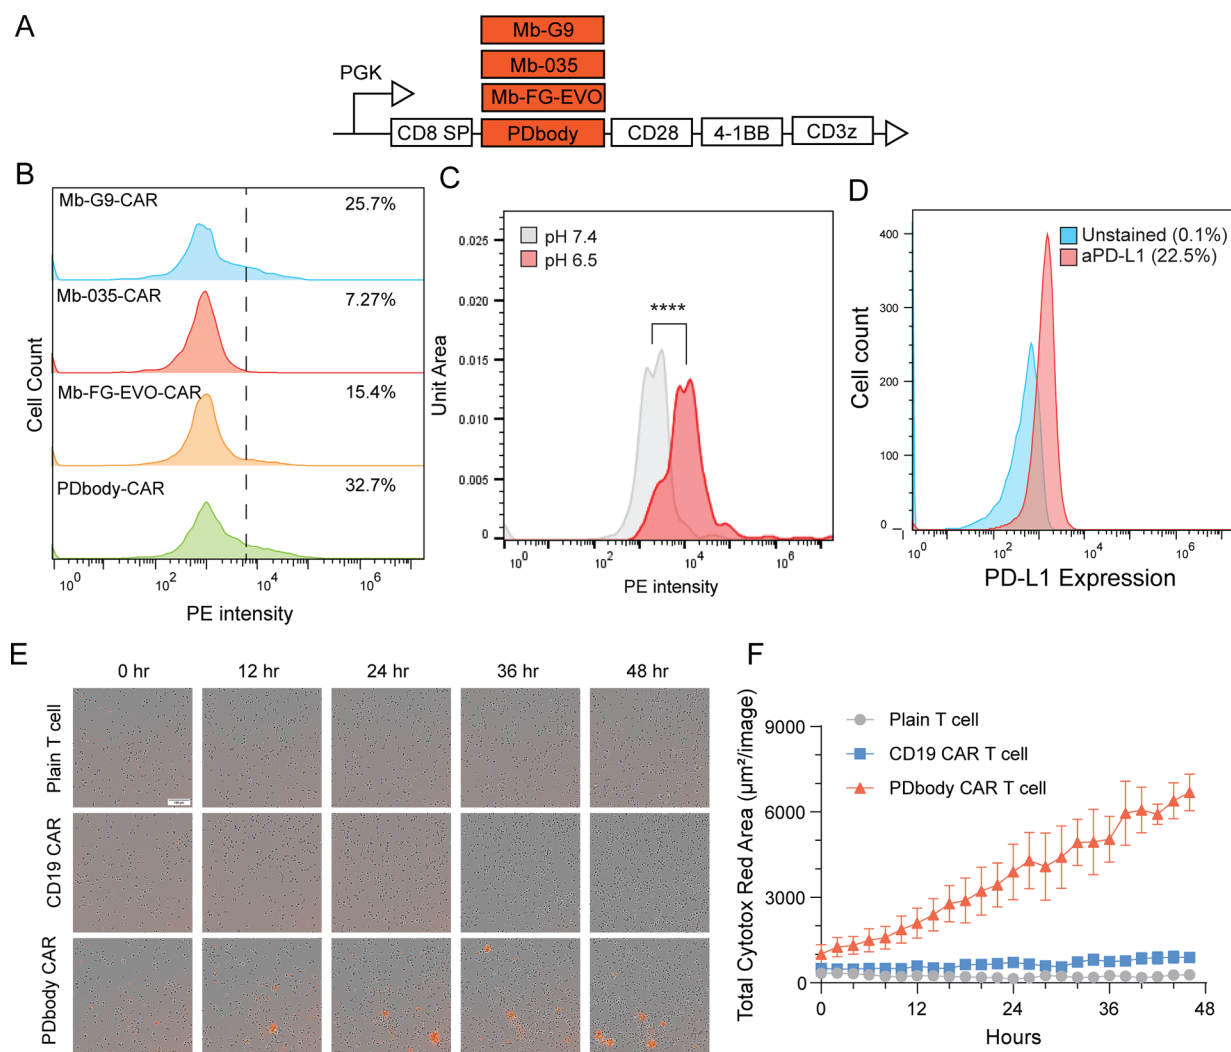 A
Mb-G9
Mb-035
Mb-FG-EVO
PGK
CD8 SP
PDbody
CD28
4-1BB
CD3z
B
Mb-G9-CAR
25.7%
Mb-035-CAR
7.27%
Mb-FG-EVO-CAR
15.4%
PDbody-CAR
32.7%
Cell Count
10^0 10^2 10^4 10^6
PE intensity
C
pH 7.4
pH 6.5
****
Unit Area
0.025
0.020
0.015
0.010
0.005
0
10^0 10^2 10^4 10^6
PE intensity
D
Unstained (0.1%)
aPD-L1 (22.5%)
Cell count
400
300
200
100
0
10^0 10^2 10^4 10^6
PD-L1 Expression
E
0 hr 12 hr 24 hr 36 hr 48 hr
Plain T cell
CD19 CAR
PDbody CAR
F
Plain T cell
CD19 CAR T cell
PDbody CAR T cell
Total Cytotox Red Area (µm²/image)
9000
6000
3000
0
0 12 24 36 48
Hours